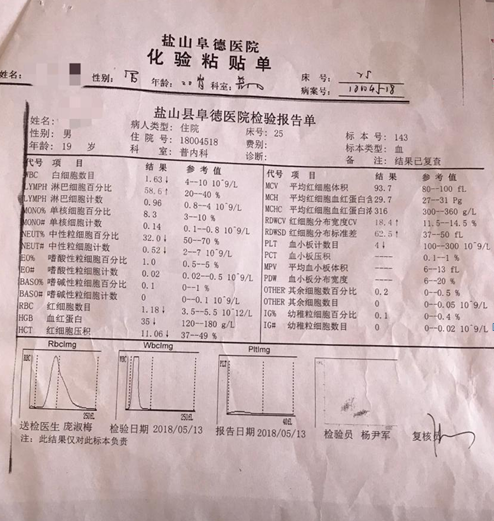 盐山阜德医院
化验粘贴单
姓名: 性别: 年龄: 科室: 床号: 25
病案号:
盐山县阜德医院检验报告单
姓名: 病人类型: 住院 床号: 25 标本号: 143
性别: 男 住院号: 18004518 费别: 标本类型: 血
年龄: 19 岁 科室: 普内科 诊断: 备注: 结果已复查
代号 项目 结果 参考值 代号 项目 结果 参考值
WBC 白细胞数目 1.63↓ 4--10 10^9/L MCV 平均红细胞体积 93.7 80--100 fL
LYMPH 淋巴细胞百分比 58.6↑ 20--40 % MCH 平均红细胞血红蛋白含 29.7 27--31 Pg
LYMPH 淋巴细胞计数 0.96 0.8--4 10^9/L MCHC 平均红细胞血红蛋白 316 300--360 g/L
MONO% 单核细胞百分比 8.3 3--10 % RDWCV 红细胞分布宽度CV 18.4↑ 11.5--14.5 %
MONO# 单核细胞计数 0.14 0.1--0.8 10^9/L RDWSD 红细胞分布标准差 62.5↑ 37--50 fL
NEUT% 中性粒细胞百分比 32.0↓ 50--70 % PLT 血小板计数 4↓ 100--300 10^9/L
NEUT# 中性粒细胞计数 0.52↓ 2--7 10^9/L PCT 血小板压积 ---- 0.1--1 %
EO% 嗜酸性粒细胞百分比 1.0 0.5--5 % MPV 平均血小板体积 ---- 6--13 fL
EO# 嗜酸性粒细胞数目 0.02 0.02--0.5 10^9/L PDW 血小板分布宽度 ---- 6--20 %
BASO% 嗜碱性粒细胞百分比 0.1 0--1 % OTHER 其余细胞百分比 0.2 0--0.5 %
BASO# 嗜碱性粒细胞数目 0 0--0.1 10^9/L OTHER 其余细胞数目 0 0--0.05 10^9/L
RBC 红细胞数目 1.18↓ 3.5--5.5 10^12/L IG% 幼稚粒细胞百分比 0.1 0--0.4 %
HGB 血红蛋白 35↓ 120--180 g/L IG# 幼稚粒细胞数目 0 0--0.02 10^9/L
HCT 红细胞压积 11.06↓ 37--49 %
RbcImg WbcImg PltImg
送检医生 庞淑梅 检验日期 2018/05/13 报告日期 2018/05/13 检验员 杨尹军 复核员
注: 此结果仅对此标本负责